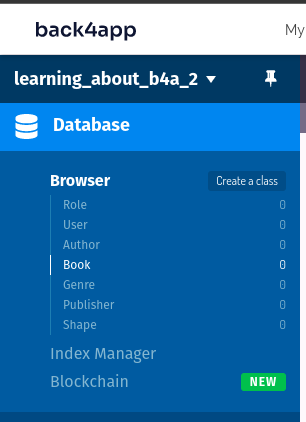 back4app My
learning_about_b4a_2
Database
Browser Create a class
Role 0
User 0
Author 0
Book 0
Genre 0
Publisher 0
Shape 0
Index Manager
Blockchain NEW